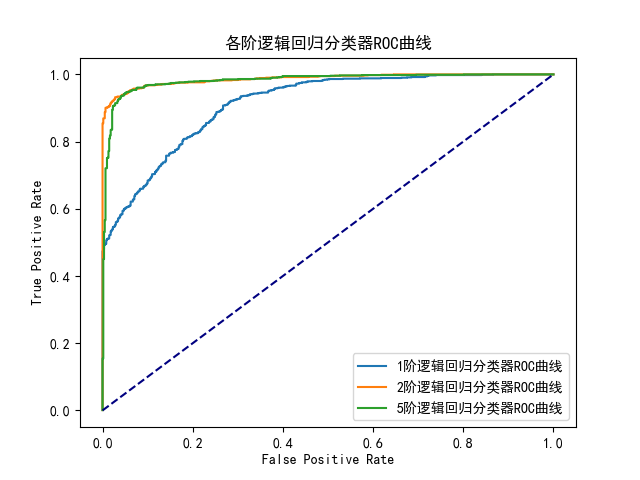 各阶逻辑回归分类器ROC曲线
True Positive Rate
1.0
0.8
0.6
0.4
0.2
0.0
0.0 0.2 0.4 0.6 0.8 1.0
False Positive Rate
1阶逻辑回归分类器ROC曲线
2阶逻辑回归分类器ROC曲线
5阶逻辑回归分类器ROC曲线